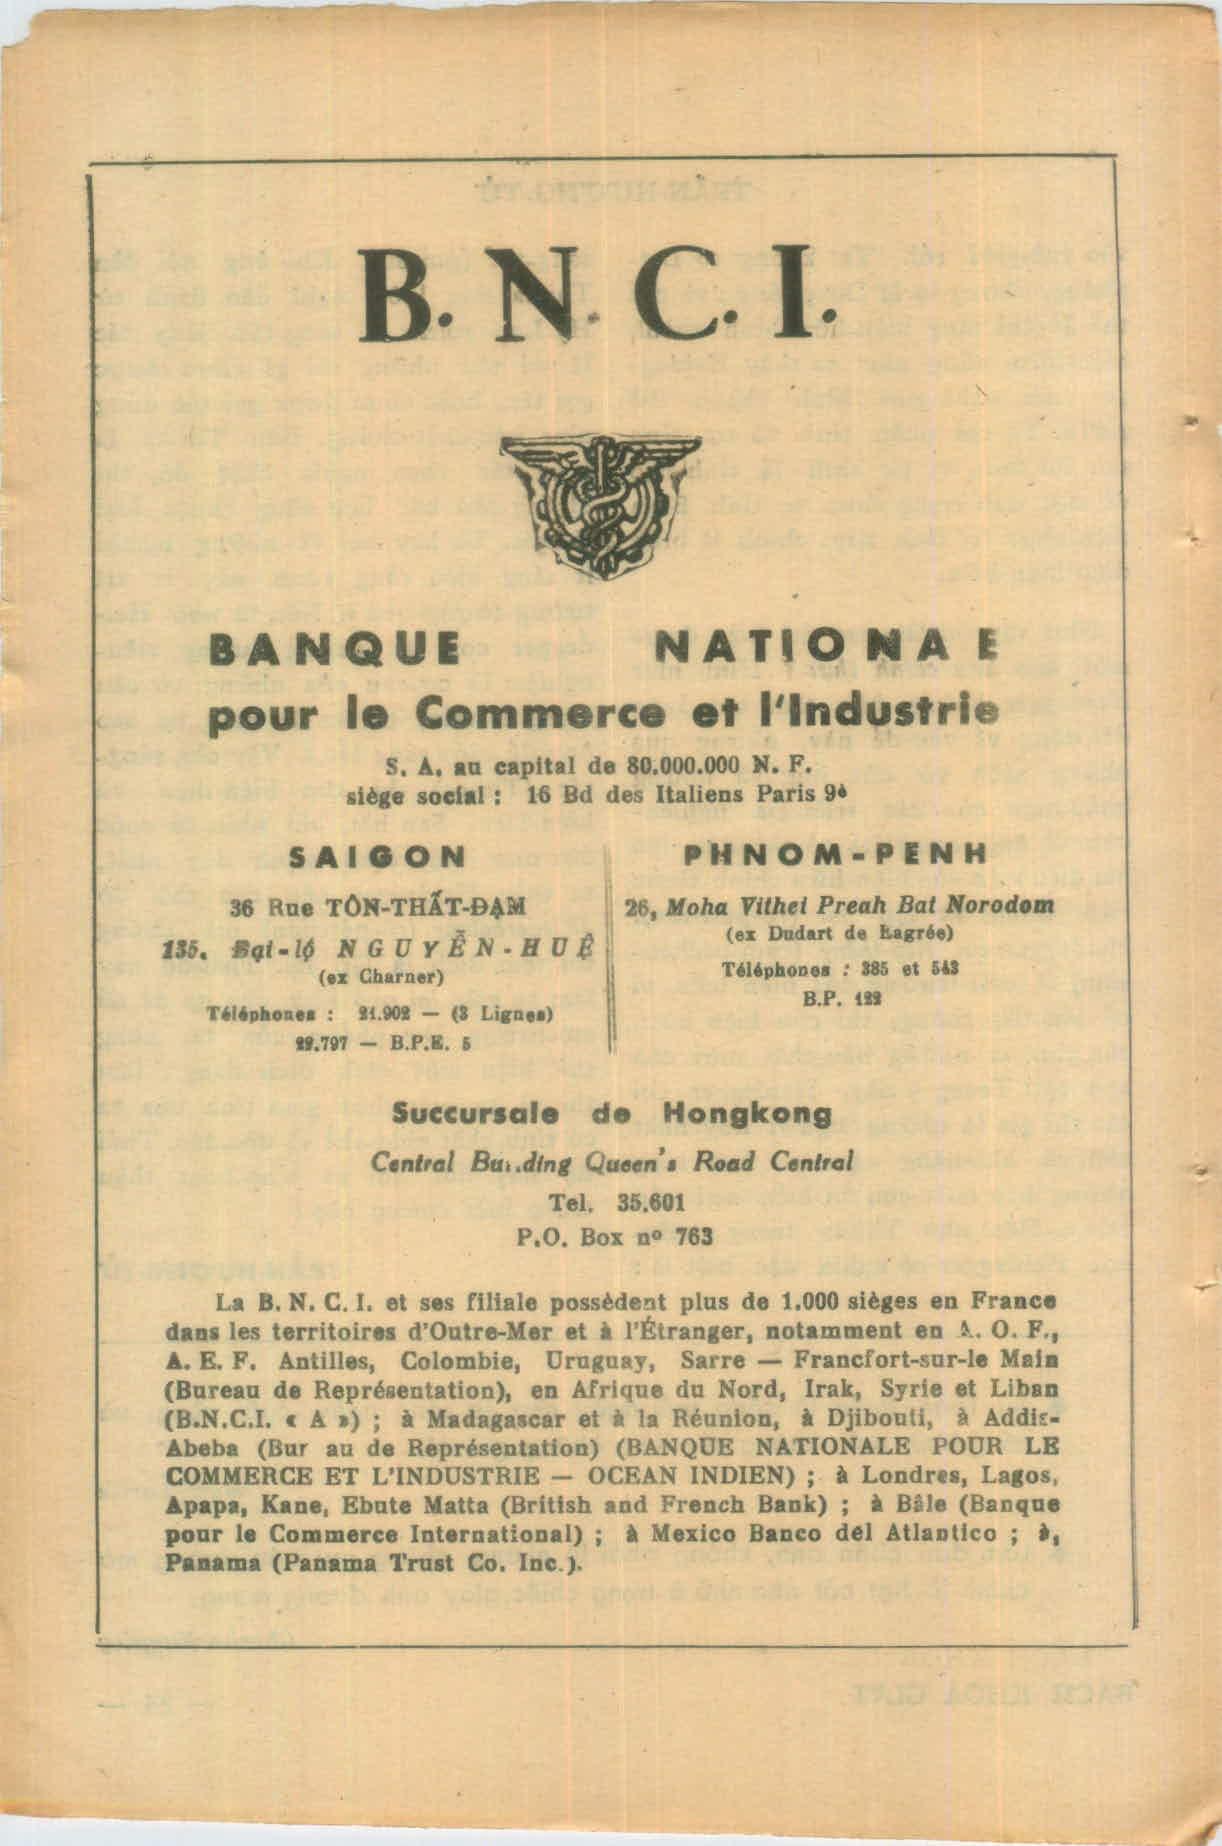 B. N. C. I.
BANQUE NATIONA E
pour le Commerce et l'Industrie
S. A. au capital de 80.000.000 N. F.
siège social : 16 Bd des Italiens Paris 9è
SAIGON
36 Rue TÔN-THẤT-ĐẠM
135, Đại-lộ NGUYỄN-HUỆ
(ex Charner)
Téléphones : 21.902 — (3 Lignes)
22.797 — B.P.E. 5
PHNOM-PENH
26, Moha Vithei Preah Bat Norodom
(ex Dudart de Lagrée)
Téléphones : 385 et 543
B.P. 122
Succursale de Hongkong
Central Bui.ding Queen's Road Central
Tel. 35.601
P.O. Box nº 763
La B. N. C. I. et ses filiale possèdent plus de 1.000 sièges en France
dans les territoires d'Outre-Mer et à l'Étranger, notamment en A. O. F.,
A. E. F. Antilles, Colombie, Uruguay, Sarre — Francfort-sur-le Main
(Bureau de Représentation), en Afrique du Nord, Irak, Syrie et Liban
(B.N.C.I. « A ») ; à Madagascar et à la Réunion, à Djibouti, à Addis-
Abeba (Bur au de Représentation) (BANQUE NATIONALE POUR LE
COMMERCE ET L'INDUSTRIE — OCEAN INDIEN) ; à Londres, Lagos,
Apapa, Kane, Ebute Matta (British and French Bank) ; à Bâle (Banque
pour le Commerce International) ; à Mexico Banco del Atlantico ; à,
Panama (Panama Trust Co. Inc.).